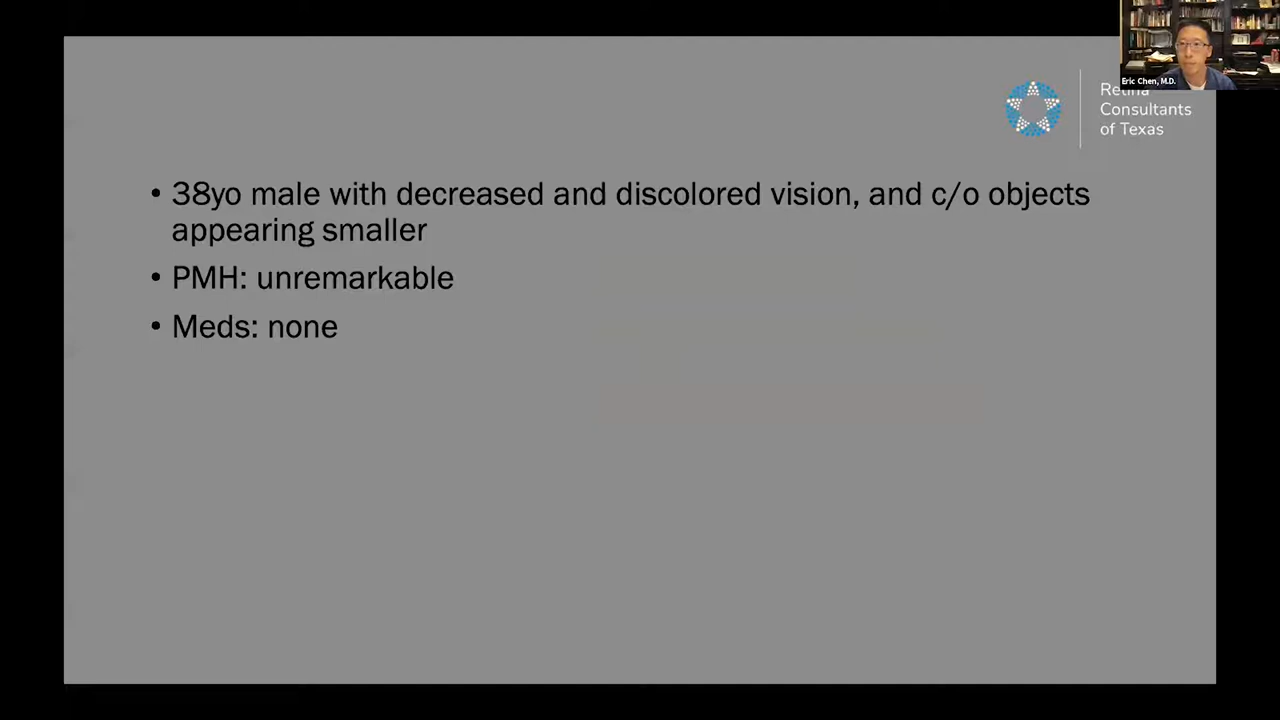 Eric Chen, M.D.
Retina
Consultants
of Texas
• 38yo male with decreased and discolored vision, and c/o objects
appearing smaller
• PMH: unremarkable
• Meds: none